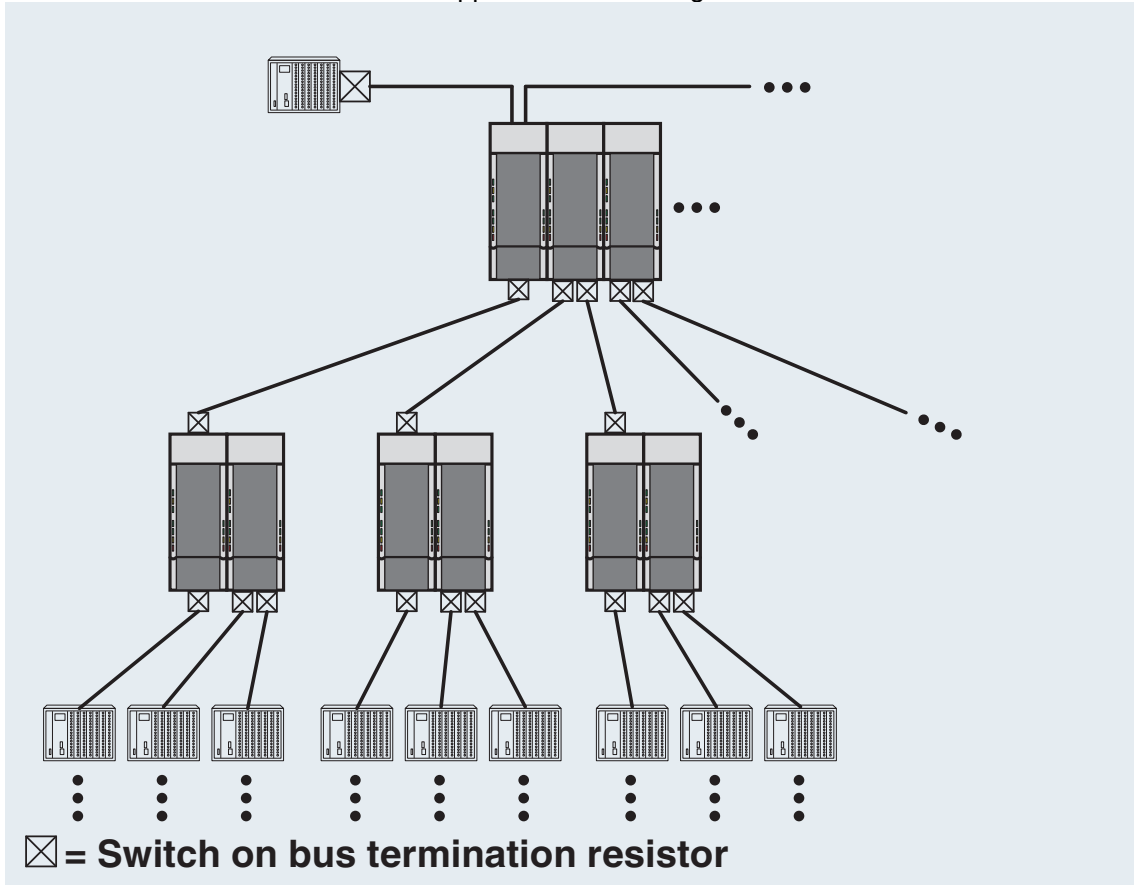 = Switch on bus termination resistor